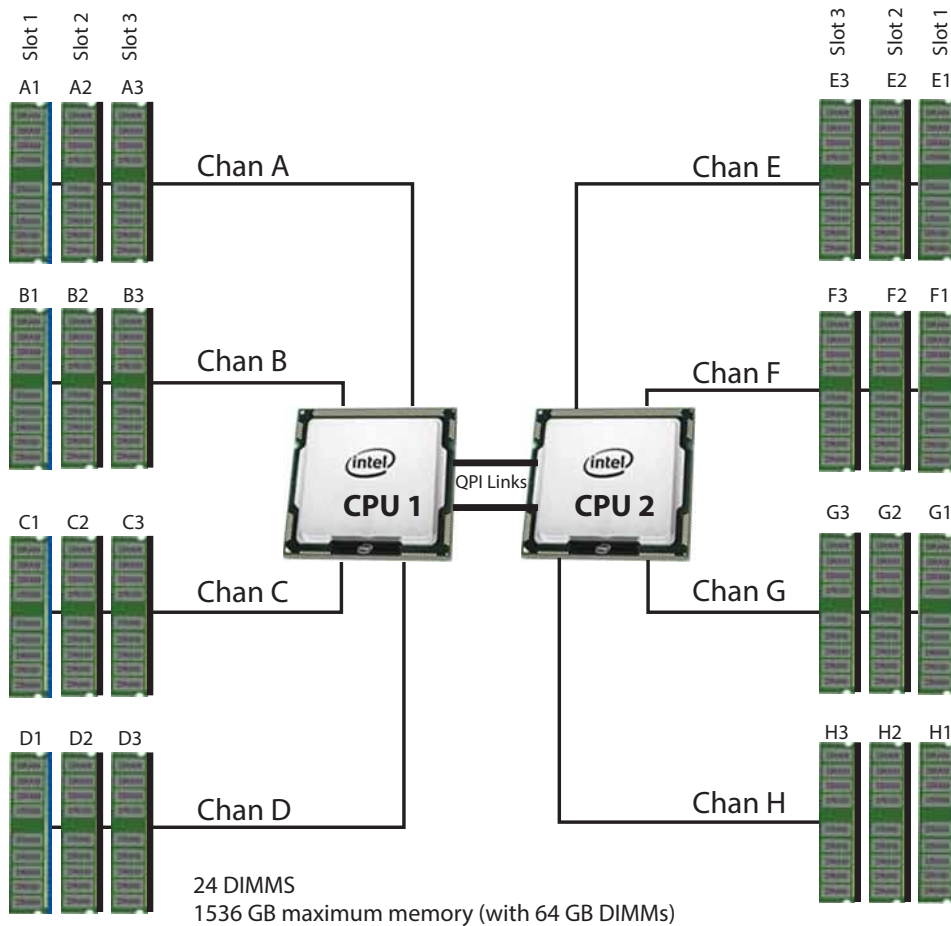 Slot 1 Slot 2 Slot 3
Slot 3 Slot 2 Slot 1
A1 A2 A3
E3 E2 E1
Chan A
Chan E
B1 B2 B3
F3 F2 F1
Chan B
Chan F
intel
CPU 1
QPI Links
intel
CPU 2
C1 C2 C3
G3 G2 G1
Chan C
Chan G
D1 D2 D3
H3 H2 H1
Chan D
Chan H
24 DIMMS
1536 GB maximum memory (with 64 GB DIMMs)